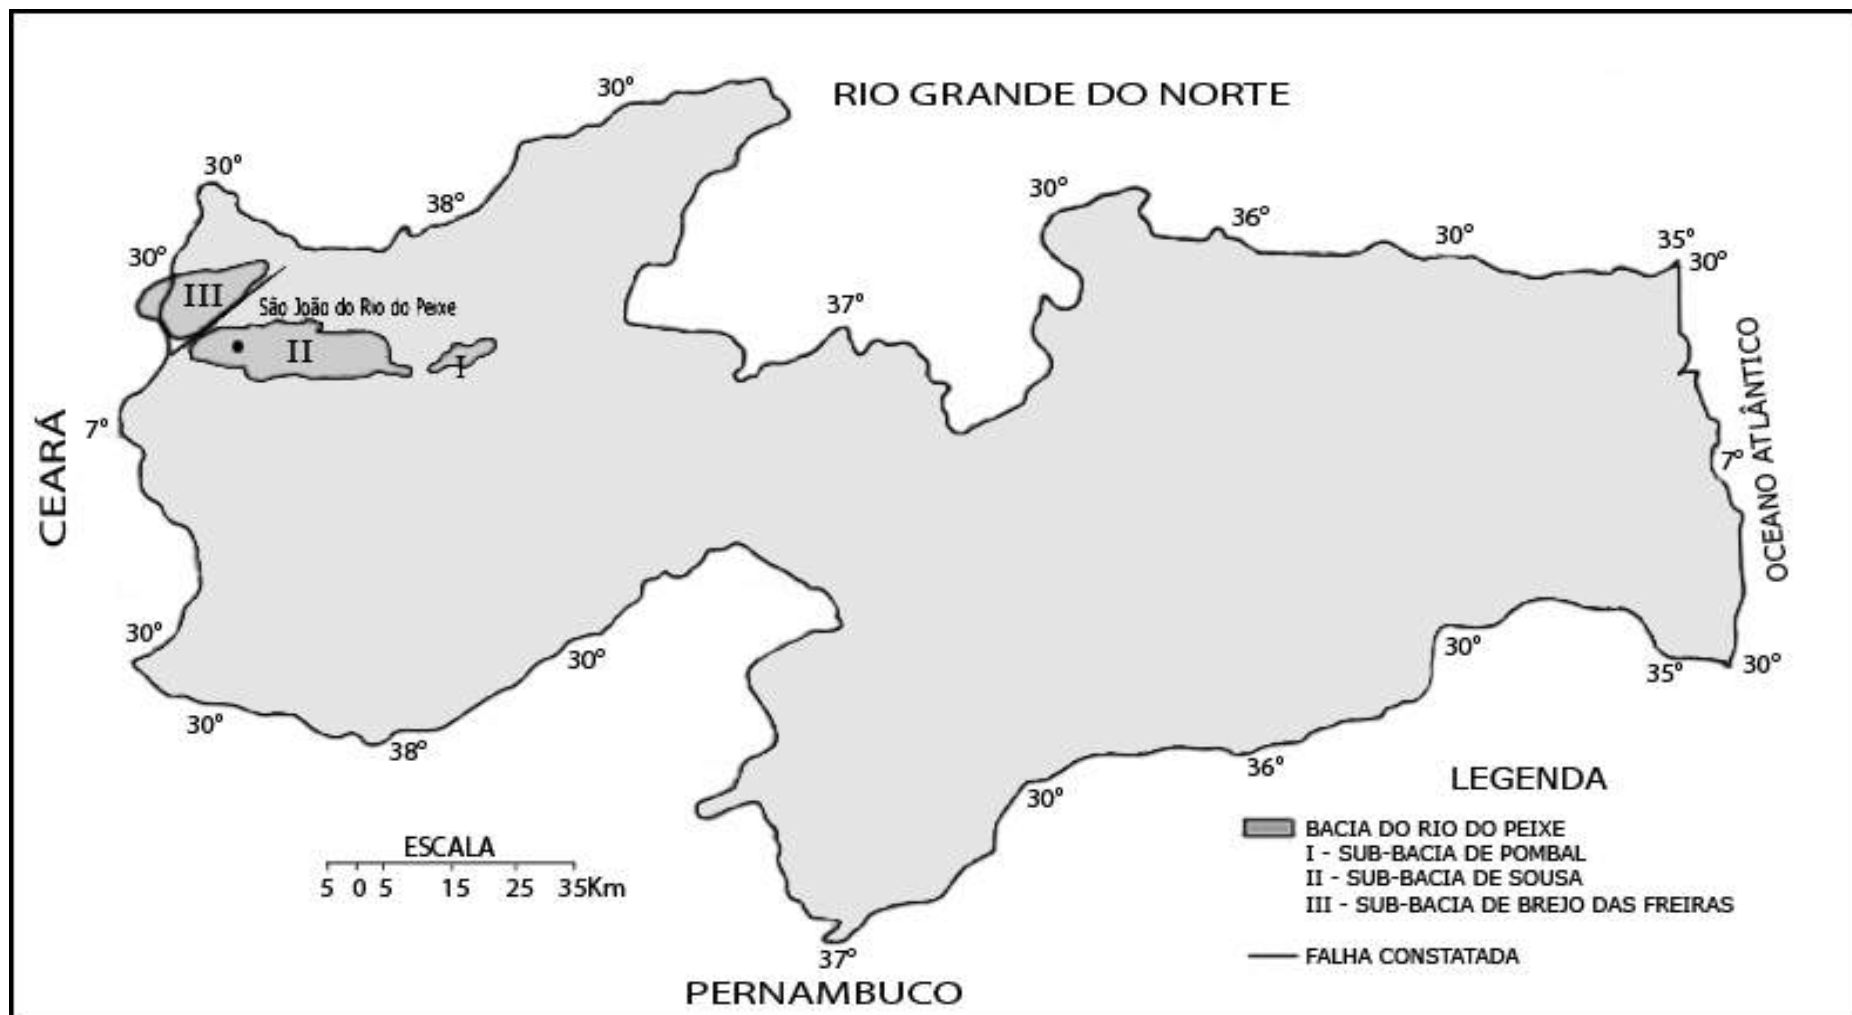 30°
RIO GRANDE DO NORTE
30°
38°
30°
36°
30°
35°
30°
30°
III
São João do Rio do Peixe
37°
II
I
CEARÁ
7°
OCEANO ATLÂNTICO
7°
30°
30°
30°
35°
30°
30°
38°
36°
30°
LEGENDA
BACIA DO RIO DO PEIXE
I - SUB-BACIA DE POMBAL
II - SUB-BACIA DE SOUSA
III - SUB-BACIA DE BREJO DAS FREIRAS
FALHA CONSTATADA
ESCALA
5 0 5 15 25 35Km
37°
PERNAMBUCO